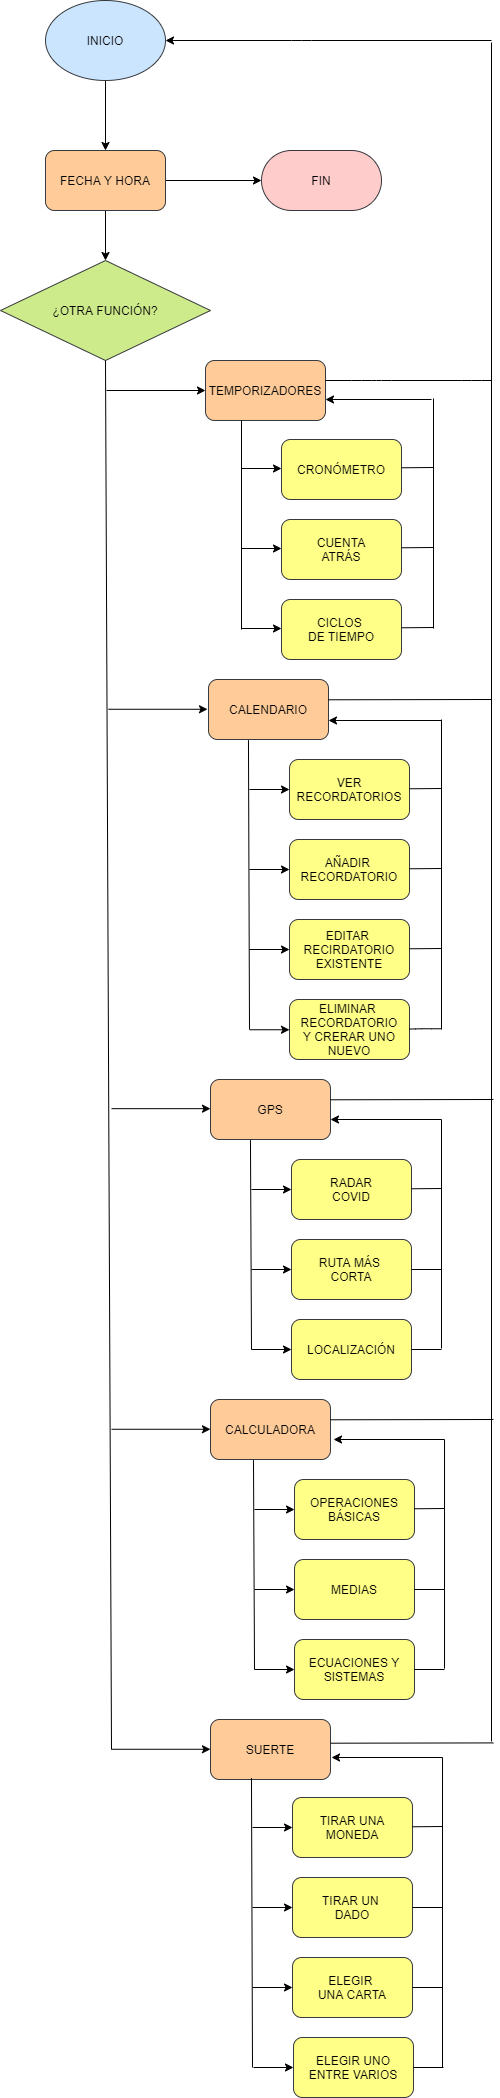 INICIO
FECHA Y HORA
FIN
¿OTRA FUNCIÓN?
TEMPORIZADORES
CRONÓMETRO
CUENTA
ATRÁS
CICLOS
DE TIEMPO
CALENDARIO
VER
RECORDATORIOS
AÑADIR
RECORDATORIO
EDITAR
RECIRDATORIO
EXISTENTE
ELIMINAR
RECORDATORIO
Y CRERAR UNO
NUEVO
GPS
RADAR
COVID
RUTA MÁS
CORTA
LOCALIZACIÓN
CALCULADORA
OPERACIONES
BÁSICAS
MEDIAS
ECUACIONES Y
SISTEMAS
SUERTE
TIRAR UNA
MONEDA
TIRAR UN
DADO
ELEGIR
UNA CARTA
ELEGIR UNO
ENTRE VARIOS